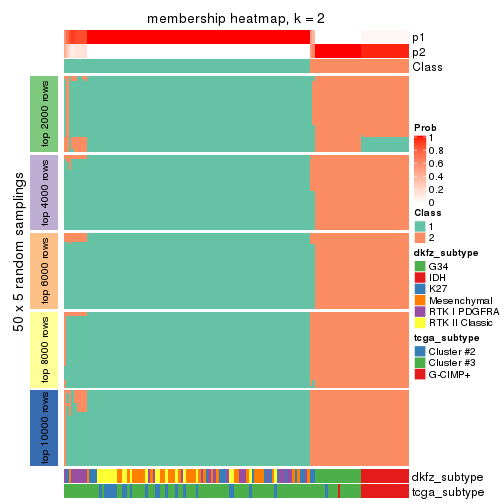 membership heatmap, k = 2
p1
p2
Class
50 x 5 random samplings
top 2000 rows
top 4000 rows
top 6000 rows
top 8000 rows
top 10000 rows
Prob
1
0.8
0.6
0.4
0.2
0
Class
1
2
dkfz_subtype
G34
IDH
K27
Mesenchymal
RTK I PDGFRA
RTK II Classic
tcga_subtype
Cluster #2
Cluster #3
G-CIMP+
dkfz_subtype
tcga_subtype